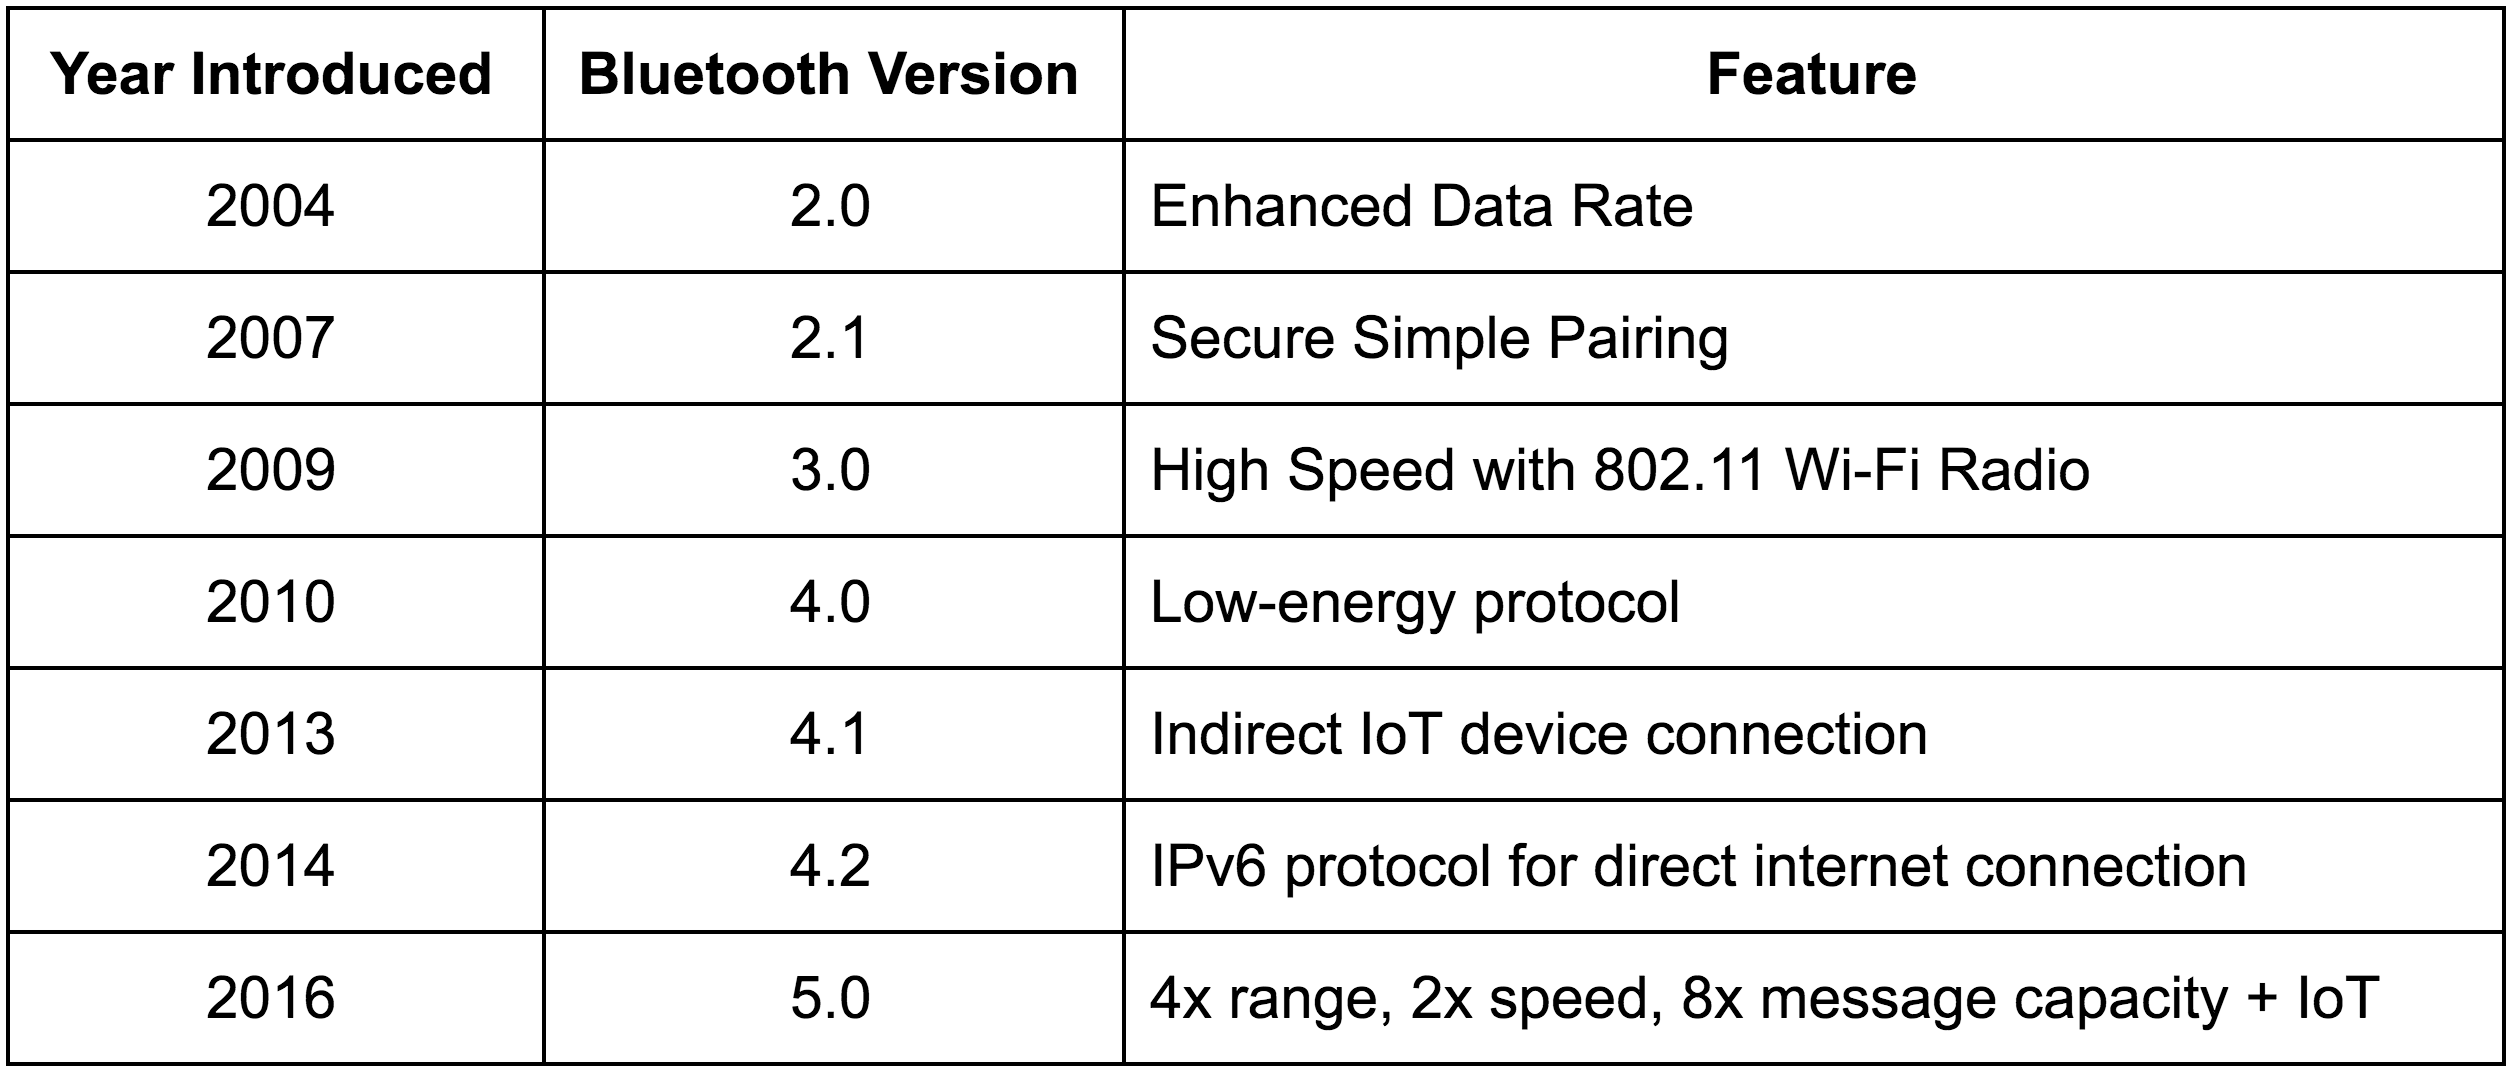 Year Introduced Bluetooth Version Feature
2004 2.0 Enhanced Data Rate
2007 2.1 Secure Simple Pairing
2009 3.0 High Speed with 802.11 Wi-Fi Radio
2010 4.0 Low-energy protocol
2013 4.1 Indirect IoT device connection
2014 4.2 IPv6 protocol for direct internet connection
2016 5.0 4x range, 2x speed, 8x message capacity + IoT